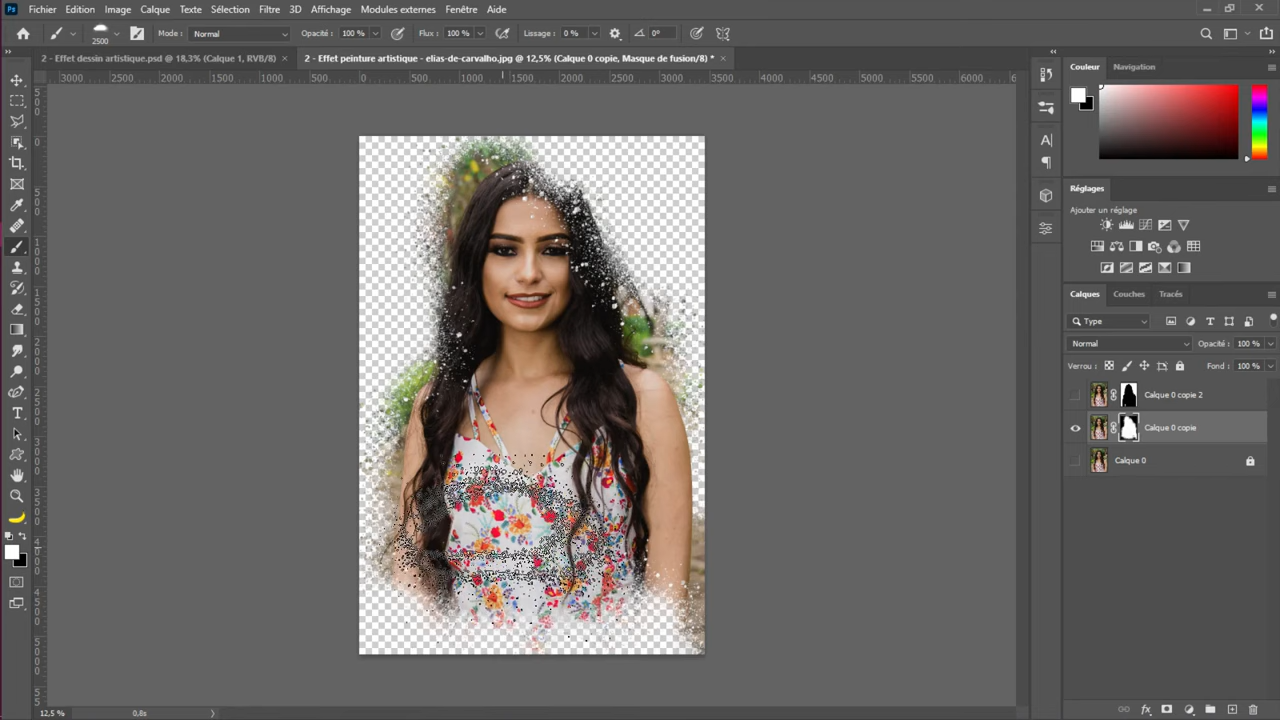 Ps Fichier Edition Image Calque Texte Sélection Filtre 3D Affichage Modules externes Fenêtre Aide
2500 Mode : Normal Opacité : 100 % Flux : 100 % Lissage : 0 % 0°
2 - Effet dessin artistique.psd @ 18,3% (Calque 1, RVB/8) × 2 - Effet peinture artistique - elias-de-carvalho.jpg @ 12,5% (Calque 0 copie, Masque de fusion/8) * ×
3000 2500 2000 1500 1000 500 0 500 1000 1500 2000 2500 3000 3500 4000 4500 5000 5500 6000
Couleur Navigation
Réglages
Ajouter un réglage
Calques Couches Tracés
Type
Normal Opacité : 100 %
Verrou : Fond : 100 %
Calque 0 copie 2
Calque 0 copie
Calque 0
12,5 % 0,8s